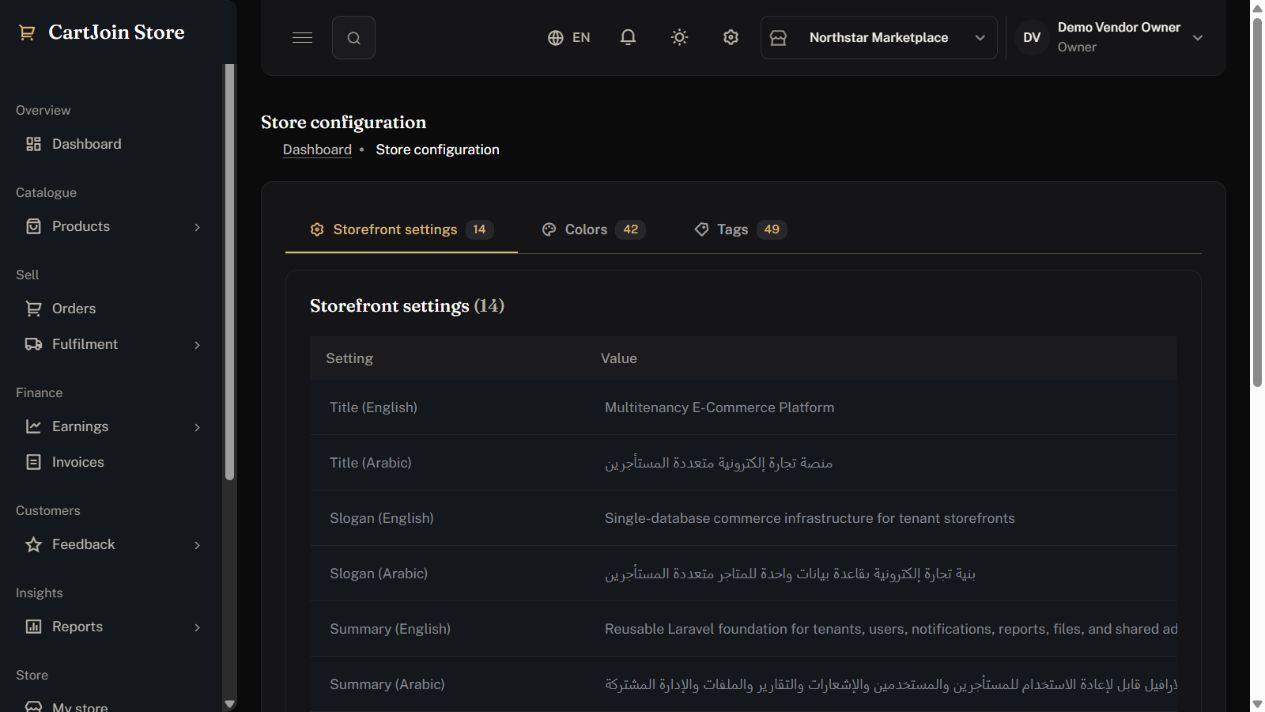 CartJoin Store
EN
Northstar Marketplace
DV
Demo Vendor Owner
Owner
Overview
Dashboard
Catalogue
Products
Sell
Orders
Fulfilment
Finance
Earnings
Invoices
Customers
Feedback
Insights
Reports
Store
My store
Store configuration
Dashboard • Store configuration
Storefront settings 14
Colors 42
Tags 49
Storefront settings (14)
Setting Value
Title (English) Multitenancy E-Commerce Platform
Title (Arabic) منصة تجارة إلكترونية متعددة المستأجرين
Slogan (English) Single-database commerce infrastructure for tenant storefronts
Slogan (Arabic) بنية تجارة إلكترونية بقاعدة بيانات واحدة للمتاجر متعددة المستأجرين
Summary (English) Reusable Laravel foundation for tenants, users, notifications, reports, files, and shared ad
Summary (Arabic) لارافيل قابل لإعادة الاستخدام للمستأجرين والمستخدمين والإشعارات والتقارير والملفات والإدارة المشتركة